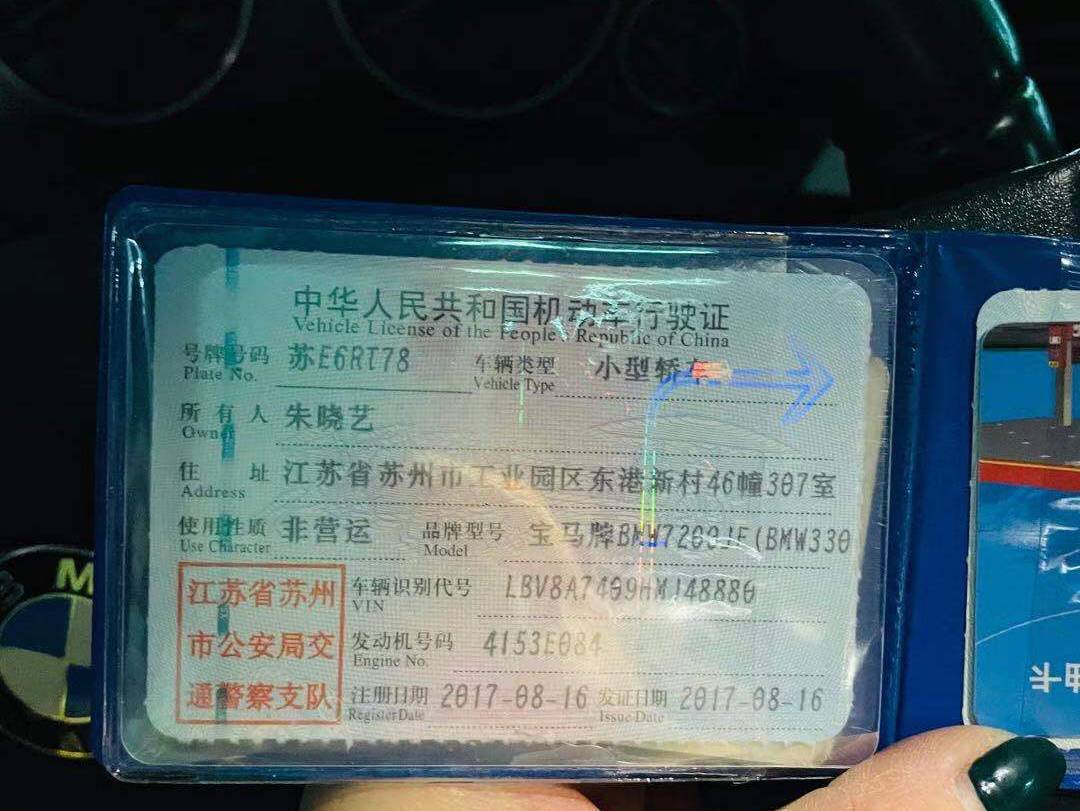 中华人民共和国机动车行驶证
Vehicle License of the People's Republic of China
号牌号码 苏E6RT78 车辆类型 小型轿车
Plate No. Vehicle Type
所有人 朱晓艺
Owner
住址 江苏省苏州市工业园区东港新村46幢307室
Address
使用性质 非营运 品牌型号 宝马牌
Use Character Model
江苏省苏州 车辆识别代号
VIN
市公安局交 发动机号码 4153E084
Engine No.
通警察支队 注册日期 2017-08-16 发证日期 2017-08-16
Register Date Issue Date
M